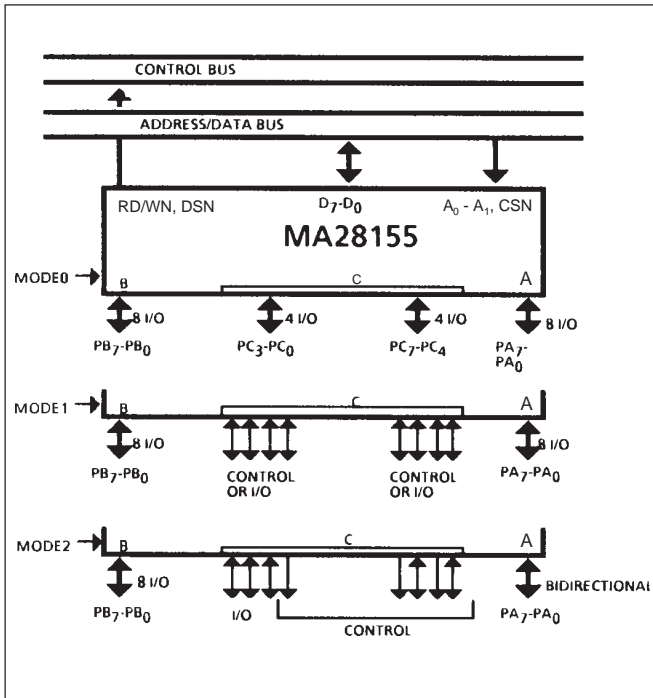 CONTROL BUS
ADDRESS/DATA BUS
RD/WN, DSN D7-D0 A0 - A1, CSN
MA28155
MODE0 B C A
8 I/O 4 I/O 4 I/O 8 I/O
PB7-PB0 PC3-PC0 PC7-PC4 PA7-
PA0
MODE1 B C A
8 I/O 8 I/O
PB7-PB0 CONTROL CONTROL PA7-PA0
OR I/O OR I/O
MODE2 B C A
8 I/O BIDIRECTIONAL
PB7-PB0 I/O PA7-PA0
CONTROL